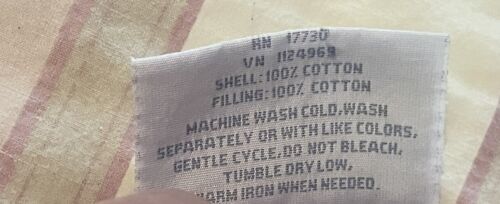 RN 17730
VN 1124969
SHELL: 100% COTTON
FILLING: 100% COTTON
MACHINE WASH COLD, WASH
SEPARATELY OR WITH LIKE COLORS,
GENTLE CYCLE, DO NOT BLEACH,
TUMBLE DRY LOW,
WARM IRON WHEN NEEDED.